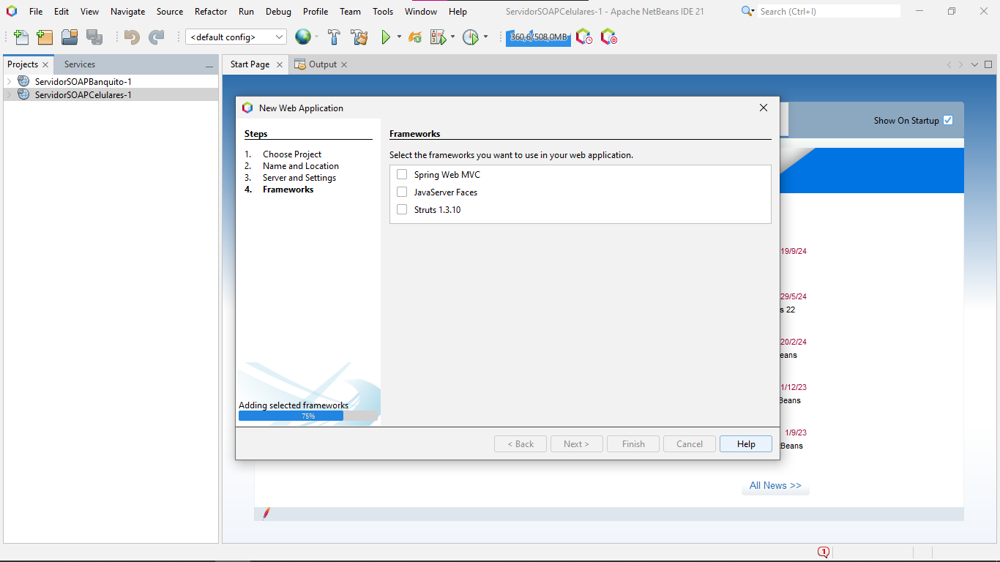 File Edit View Navigate Source Refactor Run Debug Profile Team Tools Window Help
ServidorSOAPCelulares-1 - Apache NetBeans IDE 21
Search (Ctrl+I)
<default config>
360,6/508,0MB
Projects
Services
Start Page
Output
ServidorSOAPBanquito-1
ServidorSOAPCelulares-1
Show On Startup
New Web Application
Steps
1. Choose Project
2. Name and Location
3. Server and Settings
4. Frameworks
Frameworks
Select the frameworks you want to use in your web application.
Spring Web MVC
JavaServer Faces
Struts 1.3.10
Adding selected frameworks
75%
< Back
Next >
Finish
Cancel
Help
19/9/24
29/5/24
s 22
20/2/24
eans
1/12/23
Beans
1/9/23
Beans
All News >>
1